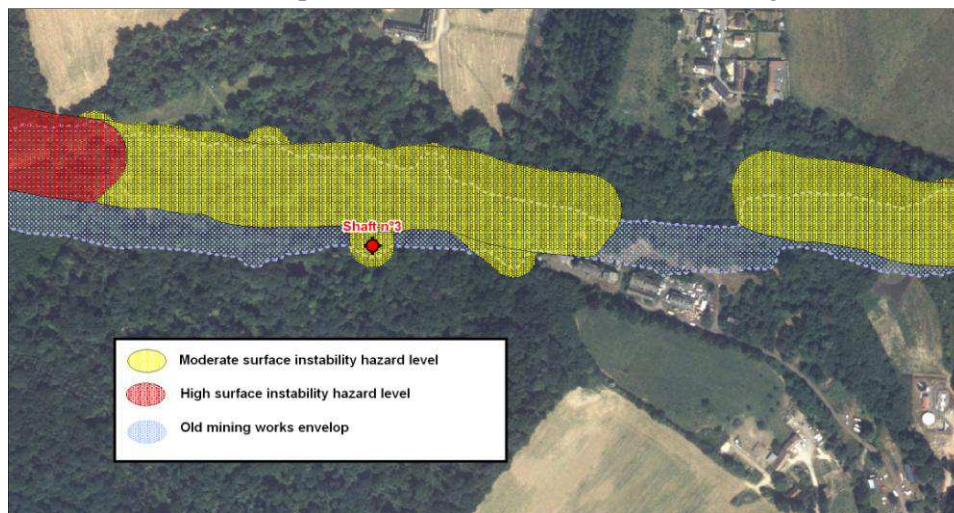 Shaft n°3
Moderate surface instability hazard level
High surface instability hazard level
Old mining works envelop